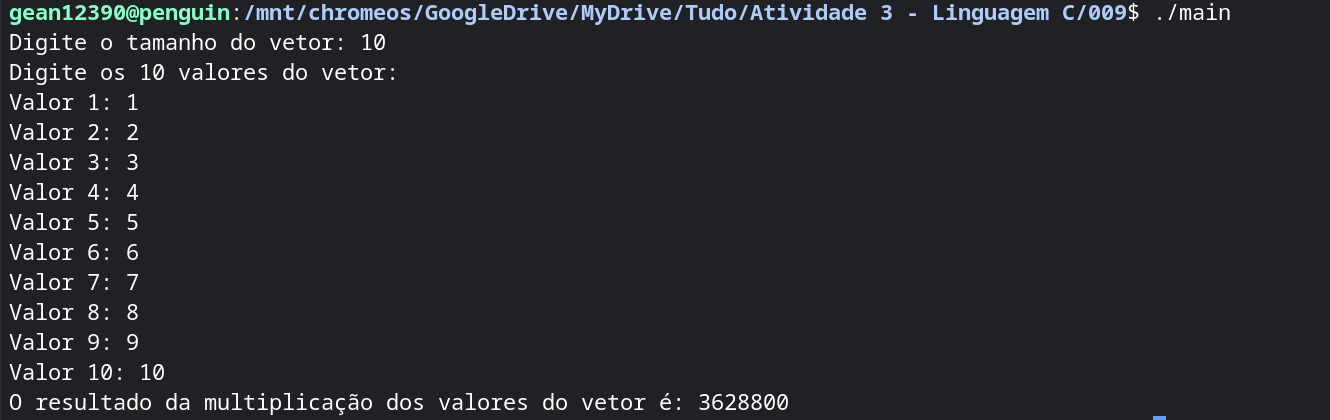 gean12390@penguin:/mnt/chromeos/GoogleDrive/MyDrive/Tudo/Atividade 3 - Linguagem C/009$ ./main
Digite o tamanho do vetor: 10
Digite os 10 valores do vetor:
Valor 1: 1
Valor 2: 2
Valor 3: 3
Valor 4: 4
Valor 5: 5
Valor 6: 6
Valor 7: 7
Valor 8: 8
Valor 9: 9
Valor 10: 10
O resultado da multiplicação dos valores do vetor é: 3628800